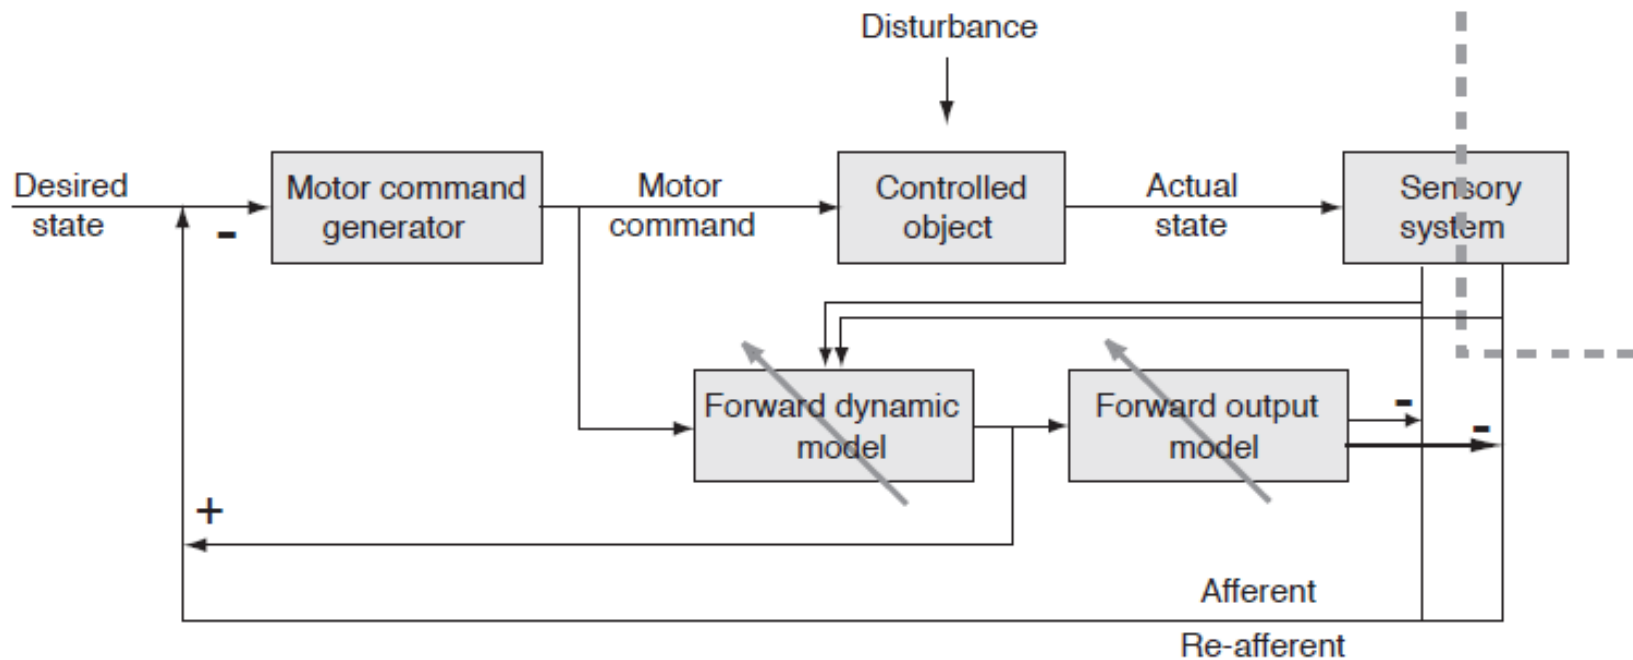 Disturbance
Desired
state
-
Motor command
generator
Motor
command
Controlled
object
Actual
state
Sensory
system
Forward dynamic
model
Forward output
model
-
-
+
Afferent
Re-afferent